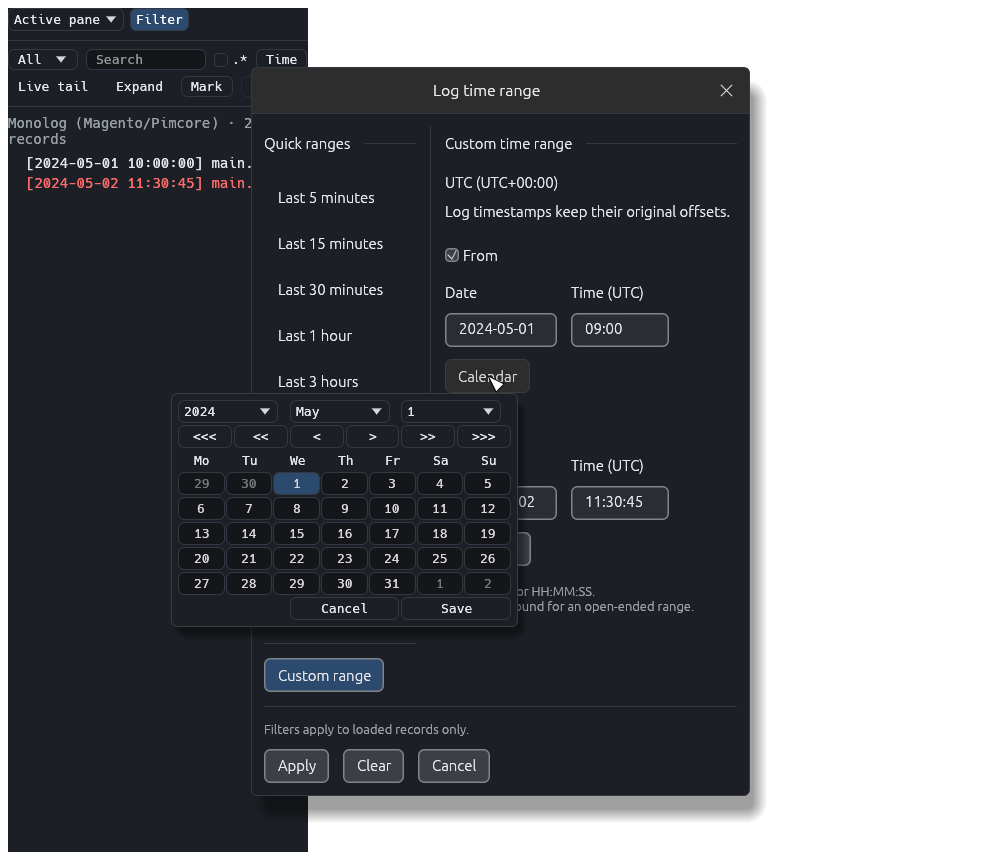 Active pane Filter
All Search .* Time
Live tail Expand Mark
Monolog (Magento/Pimcore) · 2
records
[2024-05-01 10:00:00] main.
[2024-05-02 11:30:45] main.
Log time range
Quick ranges
Last 5 minutes
Last 15 minutes
Last 30 minutes
Last 1 hour
Last 3 hours
Custom time range
UTC (UTC+00:00)
Log timestamps keep their original offsets.
From
Date Time (UTC)
2024-05-01 09:00
Calendar
Time (UTC)
02 11:30:45
or HH:MM:SS.
ound for an open-ended range.
2024 May 1
<<< << < > >> >>>
Mo Tu We Th Fr Sa Su
29 30 1 2 3 4 5
6 7 8 9 10 11 12
13 14 15 16 17 18 19
20 21 22 23 24 25 26
27 28 29 30 31 1 2
Cancel Save
Custom range
Filters apply to loaded records only.
Apply Clear Cancel